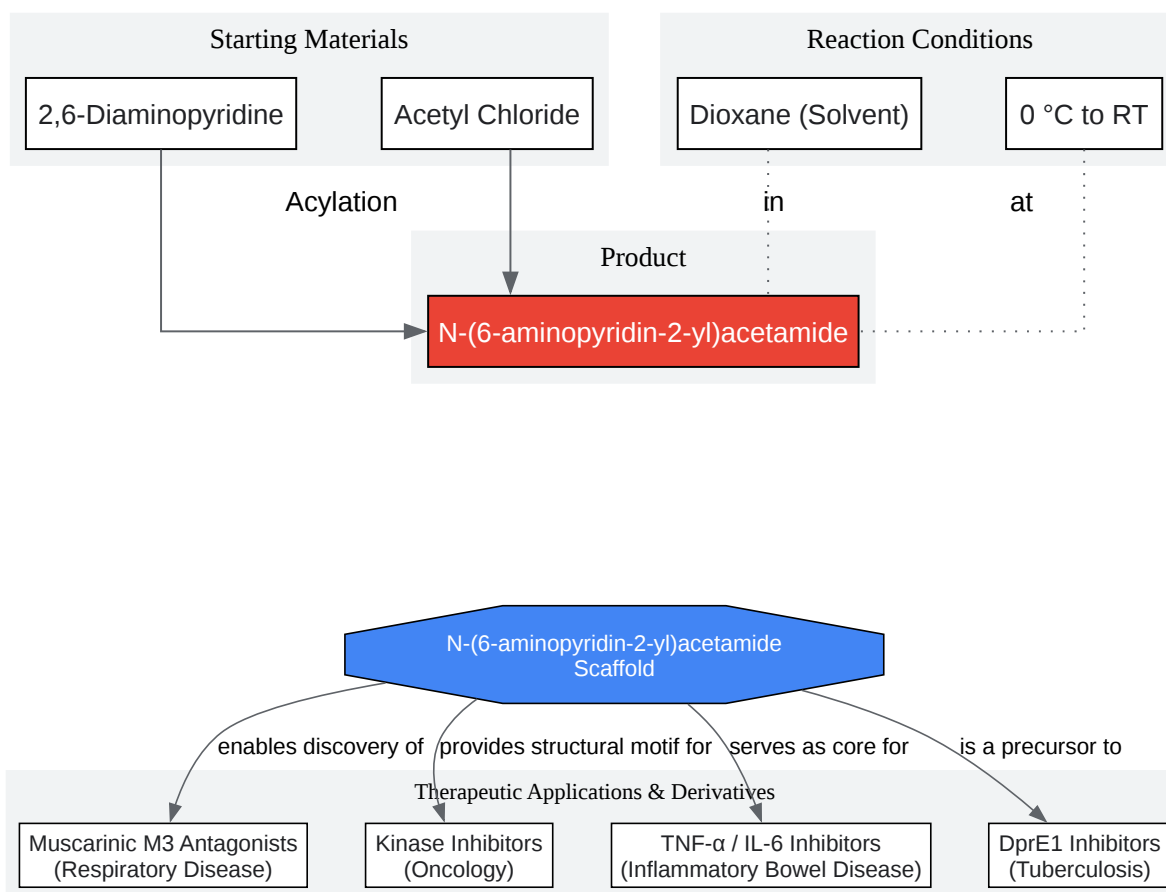 Starting Materials
Reaction Conditions
2,6-Diaminopyridine
Acetyl Chloride
Dioxane (Solvent)
0 °C to RT
Acylation
in
at
Product
N-(6-aminopyridin-2-yl)acetamide
N-(6-aminopyridin-2-yl)acetamide
Scaffold
enables discovery of
provides structural motif for
serves as core for
is a precursor to
Therapeutic Applications & Derivatives
Muscarinic M3 Antagonists
(Respiratory Disease)
Kinase Inhibitors
(Oncology)
TNF-α / IL-6 Inhibitors
(Inflammatory Bowel Disease)
DprE1 Inhibitors
(Tuberculosis)